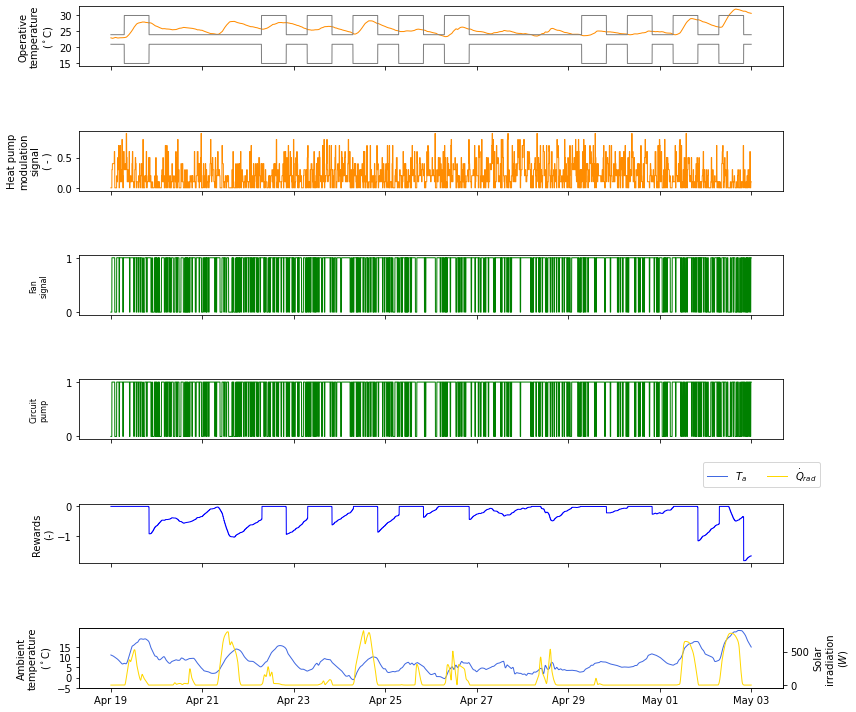 Operative
temperature
(°C)
30
25
20
15
Heat pump
modulation
signal
( - )
0.5
0.0
Fan
signal
1
0
Circuit
pump
1
0
T_a
Q̇_rad
Rewards
(-)
0
−1
Ambient
temperature
(°C)
15
10
5
0
−5
500
0
Solar
irradiation
(W)
Apr 19
Apr 21
Apr 23
Apr 25
Apr 27
Apr 29
May 01
May 03